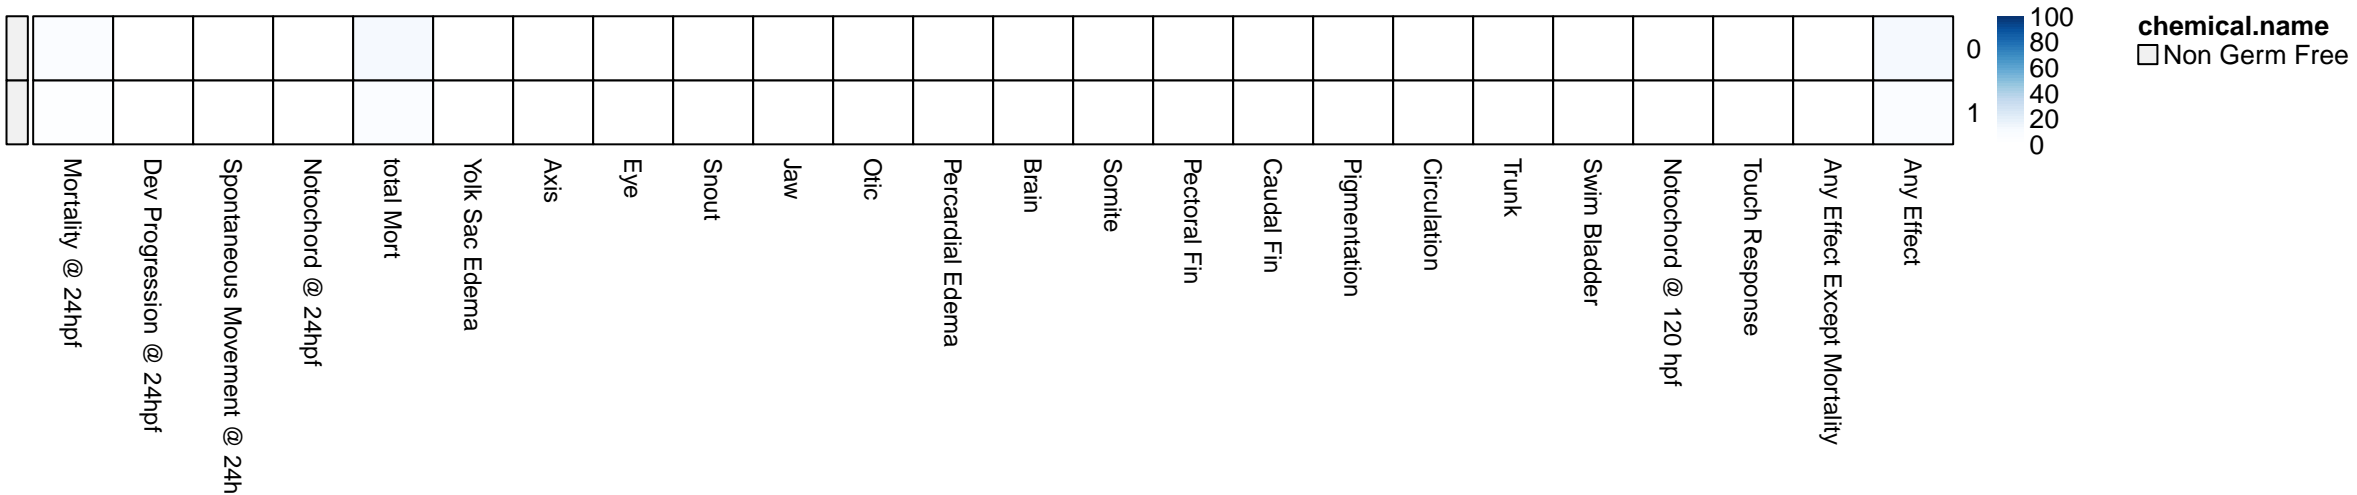 0
1
100
80
60
40
20
0
chemical.name
Non Germ Free
Mortality @ 24hpf
Dev Progression @ 24hpf
Spontaneous Movement @ 24h
Notochord @ 24hpf
total Mort
Yolk Sac Edema
Axis
Eye
Snout
Jaw
Otic
Percardial Edema
Brain
Somite
Pectoral Fin
Caudal Fin
Pigmentation
Circulation
Trunk
Swim Bladder
Notochord @ 120 hpf
Touch Response
Any Effect Except Mortality
Any Effect